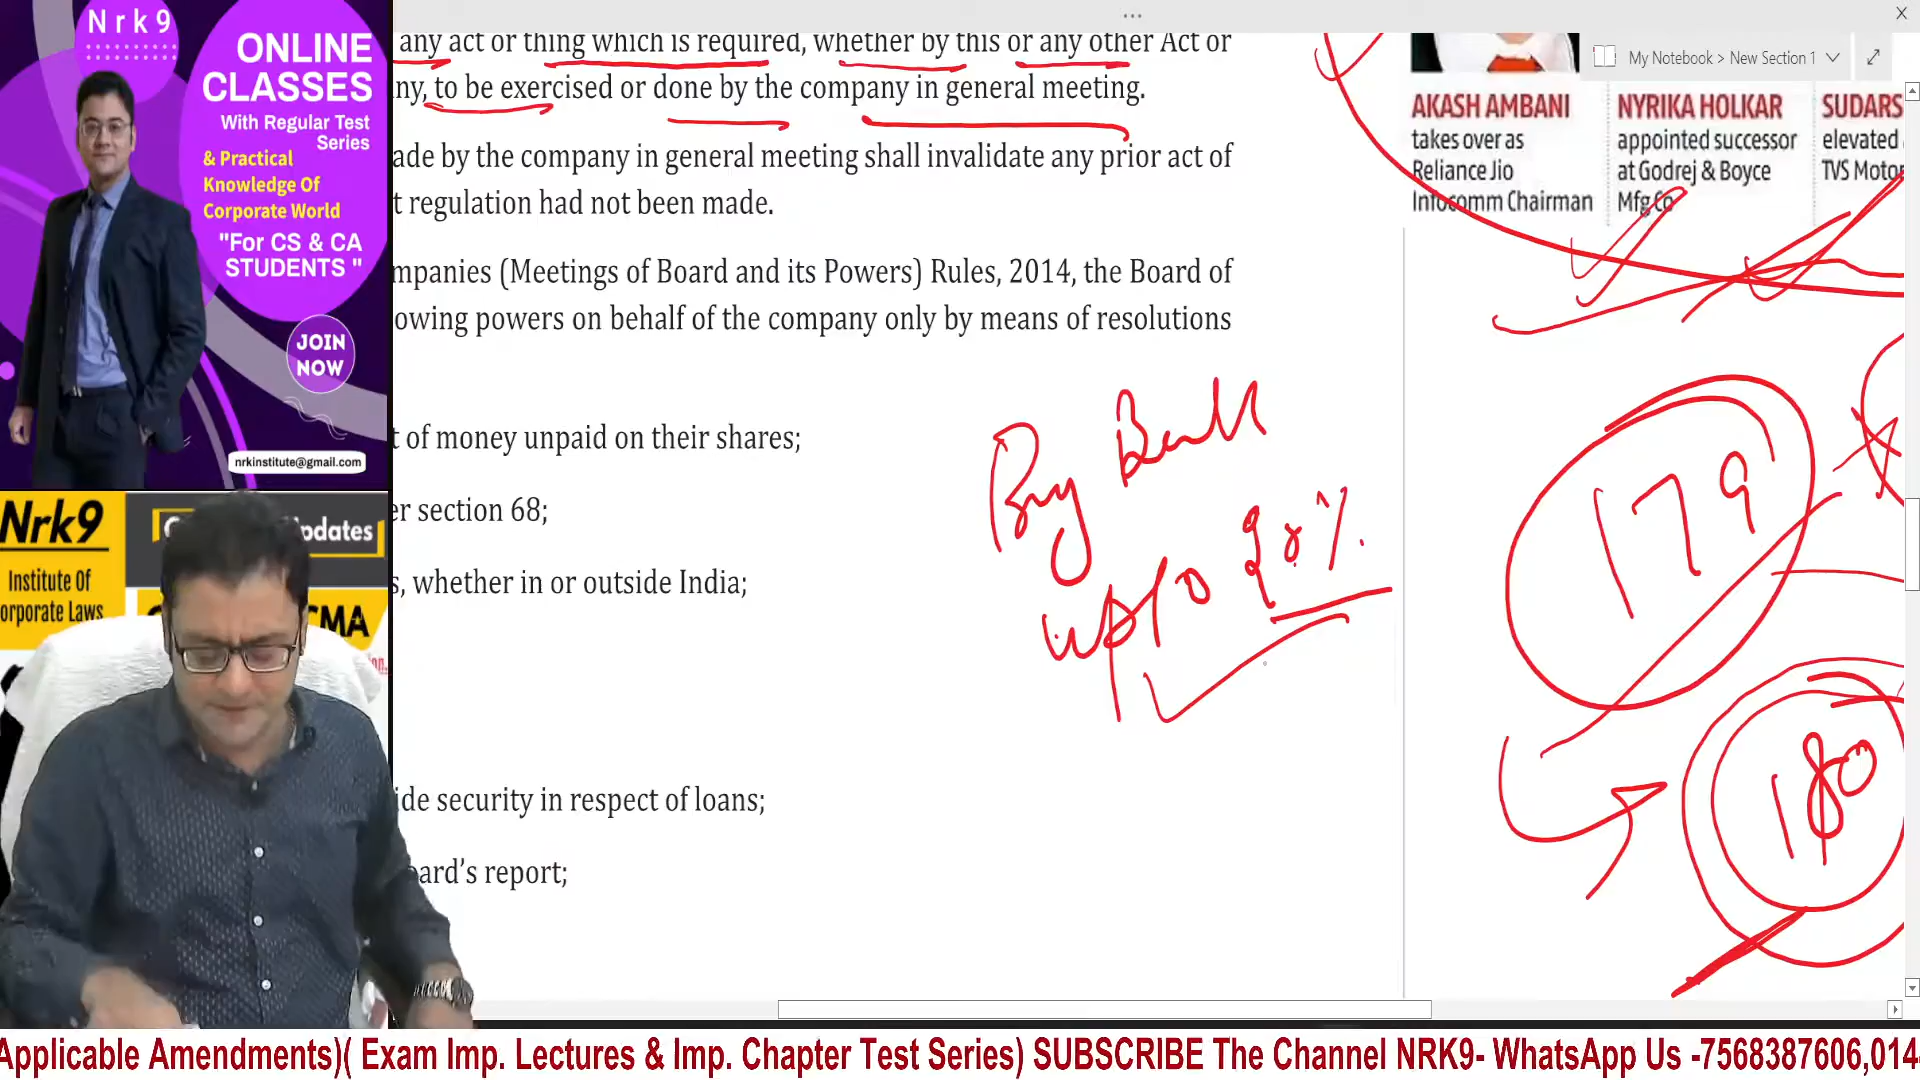 Nrk9
ONLINE
CLASSES
With Regular Test
Series
& Practical
Knowledge Of
Corporate World
"For CS & CA
STUDENTS "
JOIN
NOW
nrkinstitute@gmail.com
Nrk9
Institute Of
orporate Laws
pdates
CMA
any act or thing which is required, whether by this or any other Act or
ny, to be exercised or done by the company in general meeting.
ade by the company in general meeting shall invalidate any prior act of
t regulation had not been made.
mpanies (Meetings of Board and its Powers) Rules, 2014, the Board of
owing powers on behalf of the company only by means of resolutions
t of money unpaid on their shares;
er section 68;
s, whether in or outside India;
ide security in respect of loans;
oard's report;
Buy Back
upto %.
My Notebook > New Section 1
AKASH AMBANI
takes over as
Reliance Jio
Infocomm Chairman
NYRIKA HOLKAR
appointed successor
at Godrej & Boyce
Mfg Co
SUDARS
elevated
TVS Motor
179
180
Applicable Amendments)( Exam Imp. Lectures & Imp. Chapter Test Series) SUBSCRIBE The Channel NRK9- WhatsApp Us -7568387606,014